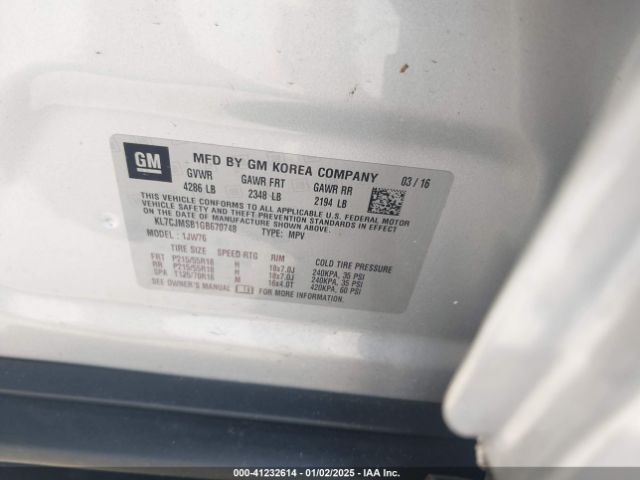 GM
MFD BY GM KOREA COMPANY
03 / 16
GVWR GAWR FRT GAWR RR
4286 LB 2348 LB 2194 LB
THIS VEHICLE CONFORMS TO ALL APPLICABLE U.S. FEDERAL MOTOR
VEHICLE SAFETY AND THEFT PREVENTION STANDARDS IN EFFECT
ON THE DATE OF MANUFACTURE SHOWN ABOVE.
KL7CJMSB1GB670748 TYPE: MPV
MODEL: 1JW76
TIRE SIZE SPEED RTG RIM COLD TIRE PRESSURE
FRT P215/55R18 H 18x7.0J 240KPA, 35 PSI
RR P215/55R18 H 18x7.0J 240KPA, 35 PSI
SPA T125/70R16 M 16x4.0T 420KPA, 60 PSI
SEE OWNER'S MANUAL FOR MORE INFORMATION.
000-41232614 - 01/02/2025 - IAA Inc.